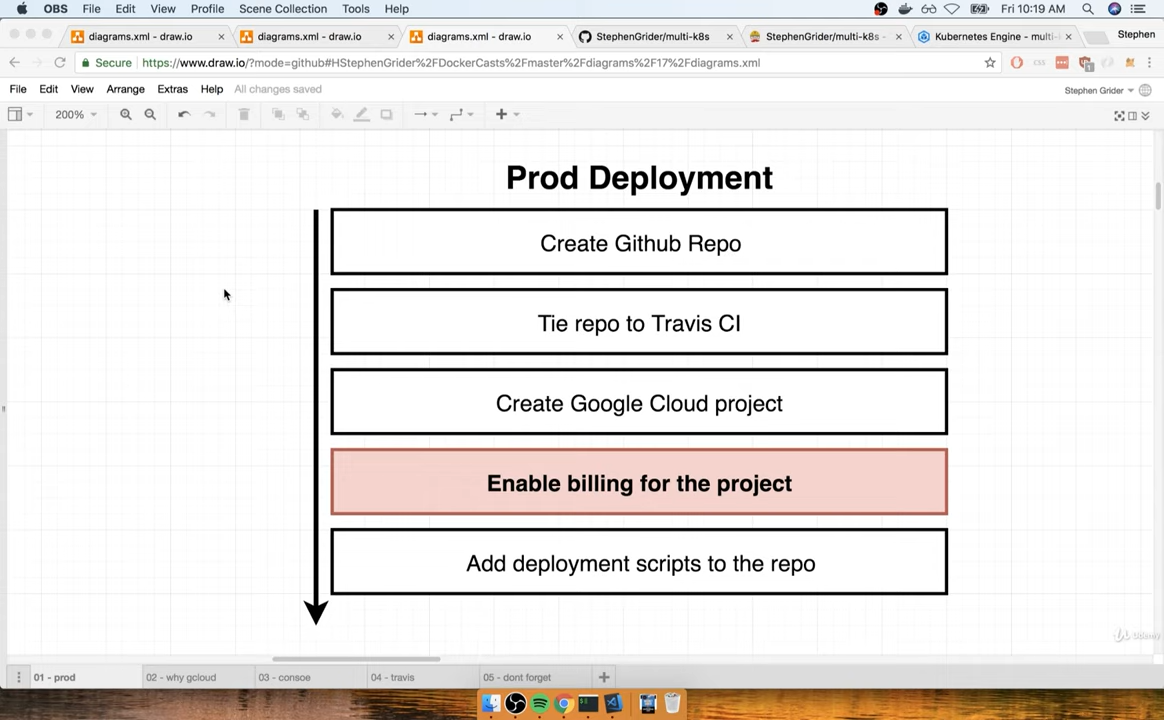 OBS File Edit View Profile Scene Collection Tools Help Fri 10:19 AM
diagrams.xml - draw.io diagrams.xml - draw.io diagrams.xml - draw.io StephenGrider/multi-k8s StephenGrider/multi-k8s - Kubernetes Engine - multi- Stephen
Secure https://www.draw.io/?mode=github#HStephenGrider%2FDockerCasts%2Fmaster%2Fdiagrams%2F17%2Fdiagrams.xml
File Edit View Arrange Extras Help All changes saved Stephen Grider
200%
Prod Deployment
Create Github Repo
Tie repo to Travis CI
Create Google Cloud project
Enable billing for the project
Add deployment scripts to the repo
Udemy
01 - prod 02 - why gcloud 03 - consoe 04 - travis 05 - dont forget